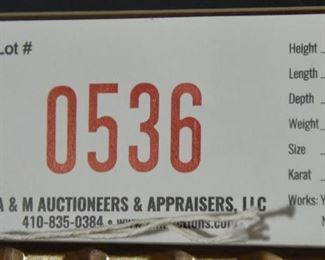 Lot #
0536
A & M AUCTIONEERS & APPRAISERS, LLC
410-835-0384 •
Height
Length
Depth
Weight
Size
Karat
Works: Y